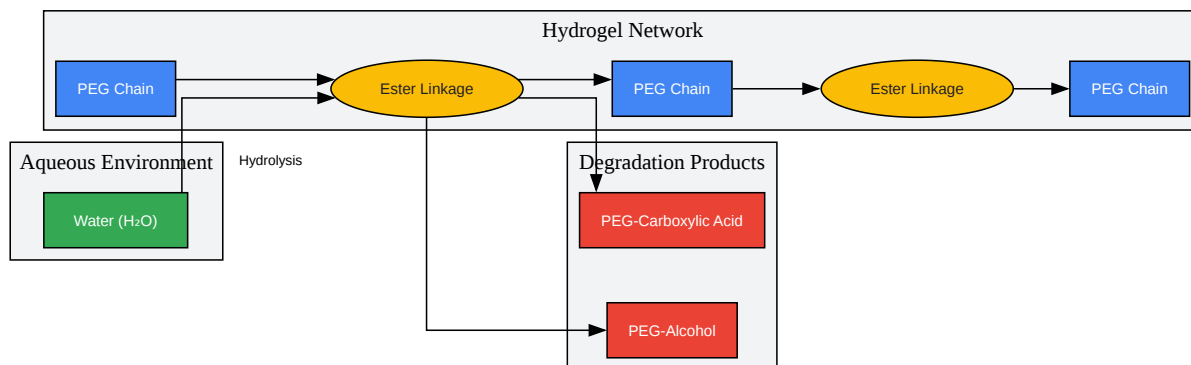 Hydrogel Network
PEG Chain
Ester Linkage
PEG Chain
Ester Linkage
PEG Chain
Aqueous Environment
Hydrolysis
Degradation Products
Water (H₂O)
PEG-Carboxylic Acid
PEG-Alcohol